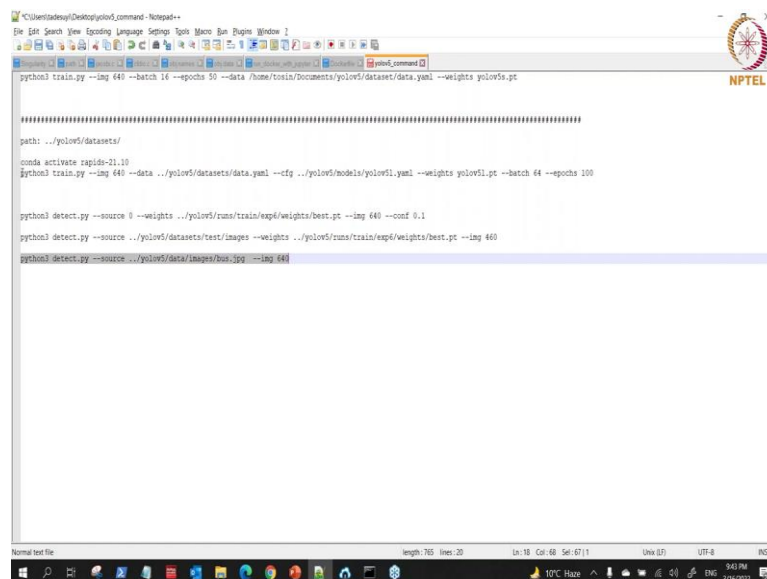 *C:\Users\tadesuyi\Desktop\yolov5_command - Notepad++
File Edit Search View Encoding Language Settings Tools Macro Run Plugins Window ?
yolov5_command
python3 train.py --img 640 --batch 16 --epochs 50 --data /home/tosin/Documents/yolov5/dataset/data.yaml --weights yolov5s.pt
NPTEL
path: ../yolov5/datasets/
conda activate rapids-21.10
python3 train.py --img 640 --data ../yolov5/datasets/data.yaml --cfg ../yolov5/models/yolov5l.yaml --weights yolov5l.pt --batch 64 --epochs 100
python3 detect.py --source 0 --weights ../yolov5/runs/train/exp6/weights/best.pt --img 640 --conf 0.1
python3 detect.py --source ../yolov5/datasets/test/images --weights ../yolov5/runs/train/exp6/weights/best.pt --img 460
python3 detect.py --source ../yolov5/data/images/bus.jpg --img 640
Normal text file length : 765 lines : 20 Ln : 18 Col : 68 Sel : 67 | 1 Unix (LF) UTF-8 INS
10°C Haze ENG 9:43 PM